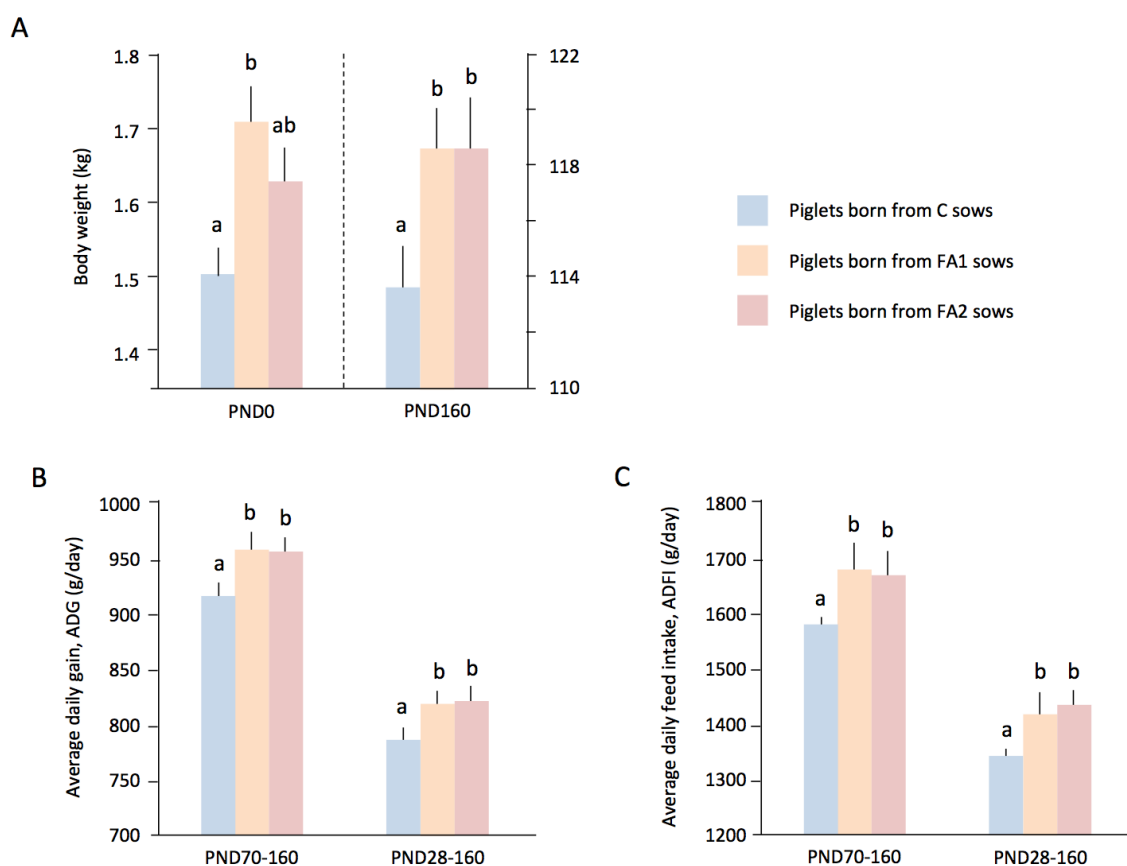 A
Body weight (kg)
1.8
1.7
1.6
1.5
1.4
a
b
ab
a
b
b
122
118
114
110
PND0
PND160
Piglets born from C sows
Piglets born from FA1 sows
Piglets born from FA2 sows
B
Average daily gain, ADG (g/day)
1000
950
900
850
800
750
700
a
b
b
a
b
b
PND70-160
PND28-160
C
Average daily feed intake, ADFI (g/day)
1800
1700
1600
1500
1400
1300
1200
a
b
b
a
b
b
PND70-160
PND28-160